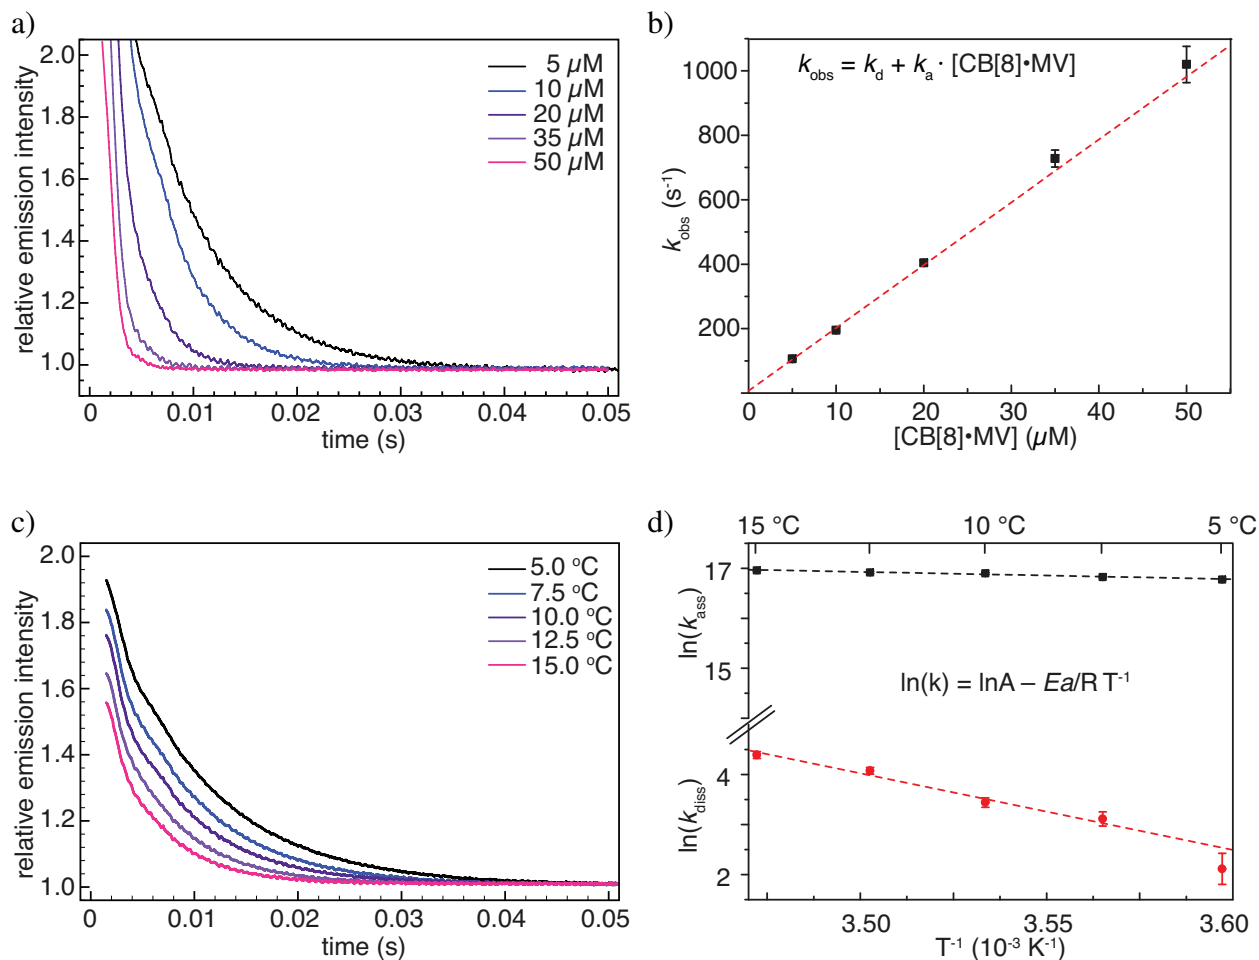 a)
2.0
1.8
1.6
1.4
1.2
1.0
relative emission intensity
5 µM
10 µM
20 µM
35 µM
50 µM
0
0.01
0.02
0.03
0.04
0.05
time (s)
b)
k_obs = k_d + k_a · [CB[8]•MV]
1000
800
600
400
200
k_obs (s⁻¹)
0
10
20
30
40
50
[CB[8]•MV] (µM)
c)
2.0
1.8
1.6
1.4
1.2
1.0
relative emission intensity
5.0 °C
7.5 °C
10.0 °C
12.5 °C
15.0 °C
0
0.01
0.02
0.03
0.04
0.05
time (s)
d)
15 °C
10 °C
5 °C
17
15
ln(k_ass)
ln(k) = lnA – Ea/R T⁻¹
4
2
ln(k_diss)
3.50
3.55
3.60
T⁻¹ (10⁻³ K⁻¹)